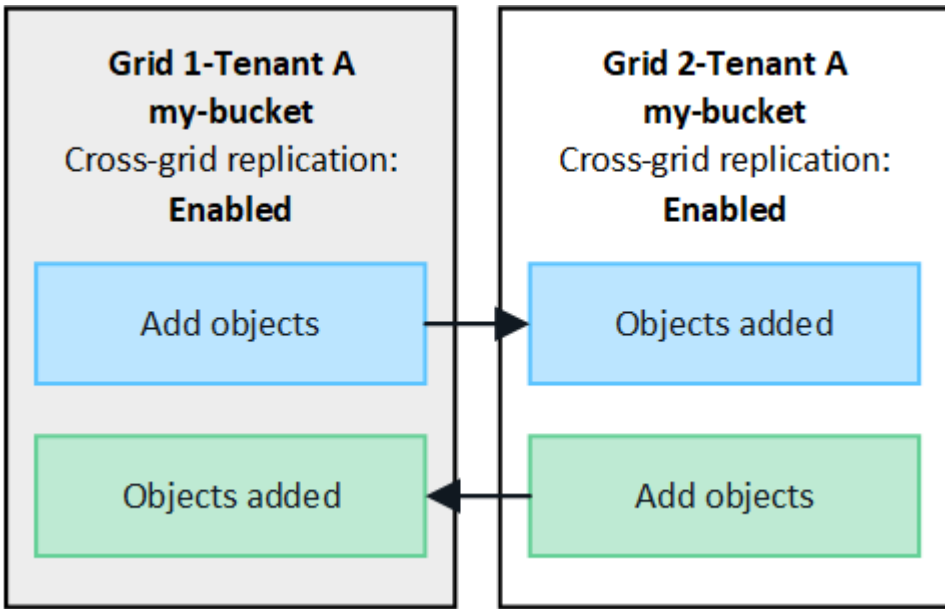 Grid 1-Tenant A
my-bucket
Cross-grid replication:
Enabled
Add objects
Objects added
Grid 2-Tenant A
my-bucket
Cross-grid replication:
Enabled
Objects added
Add objects